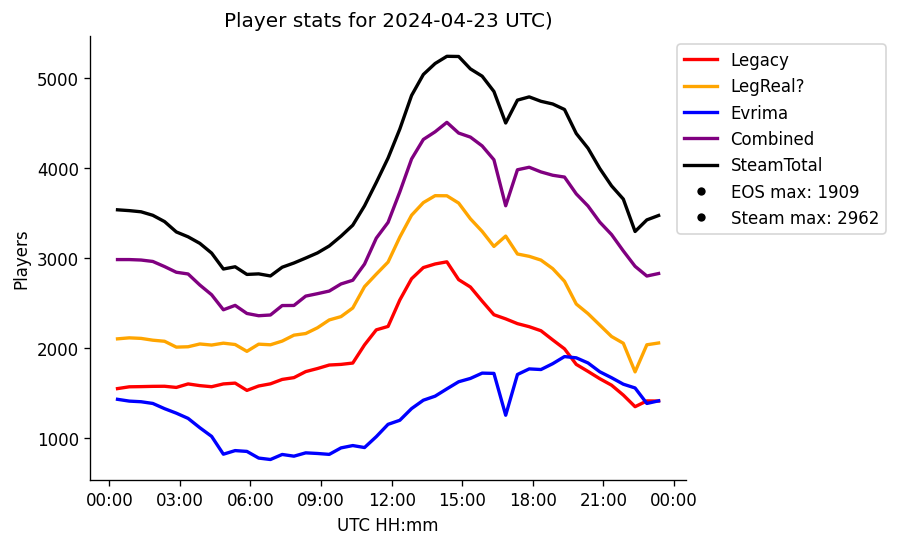 Player stats for 2024-04-23 UTC)
Legacy
LegReal?
Evrima
Combined
SteamTotal
EOS max: 1909
Steam max: 2962
Players
5000
4000
3000
2000
1000
00:00 03:00 06:00 09:00 12:00 15:00 18:00 21:00 00:00
UTC HH:mm